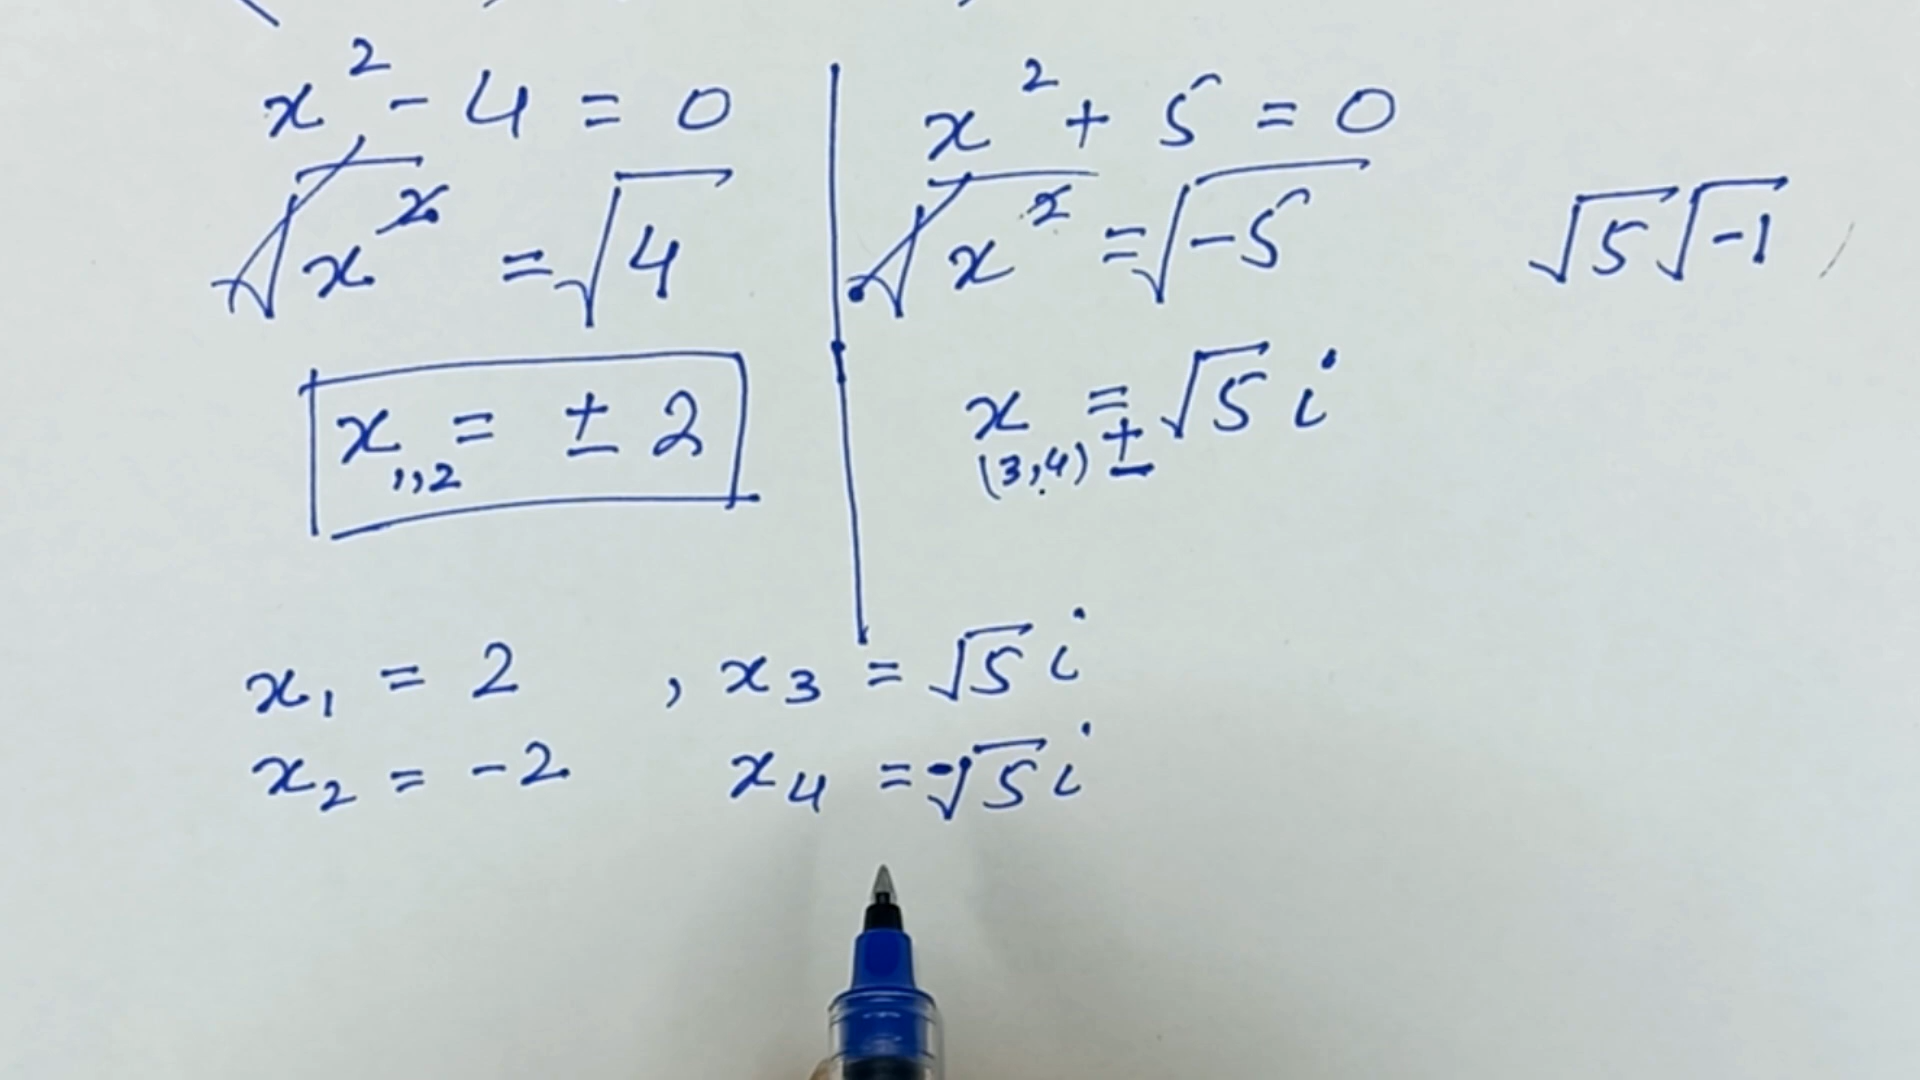 x² - 4 = 0
√x² = √4
x₁,₂ = ± 2
x² + 5 = 0
√x² = √-5
√5 √-1
x₍₃,₄₎ = ± √5 i
x₁ = 2 , x₃ = √5 i
x₂ = -2 x₄ = -√5 i